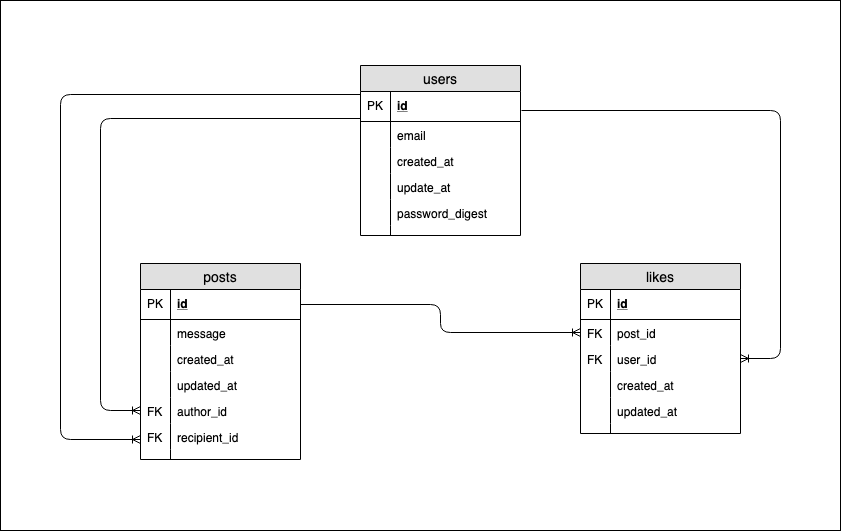 users
PK id
email
created_at
update_at
password_digest
posts
PK id
message
created_at
updated_at
FK author_id
FK recipient_id
likes
PK id
FK post_id
FK user_id
created_at
updated_at